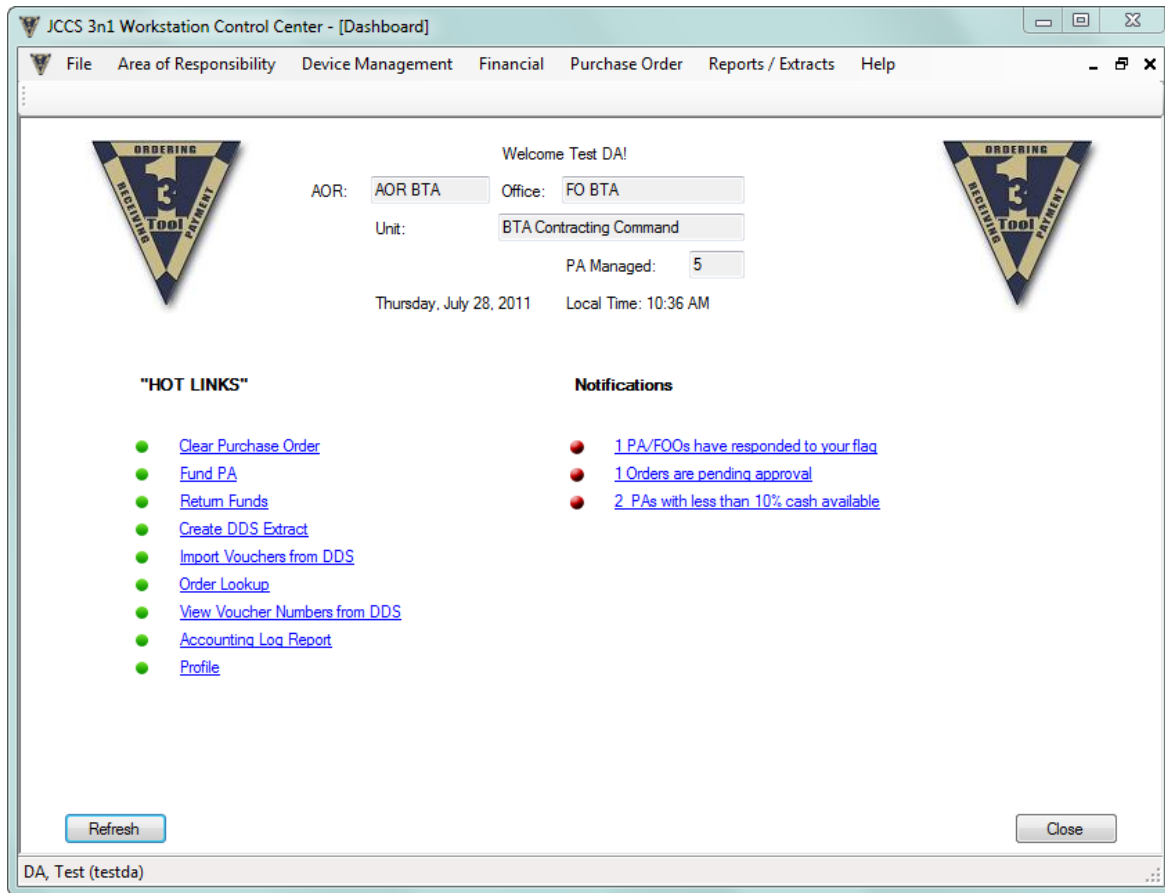 JCCS 3n1 Workstation Control Center - [Dashboard]
File Area of Responsibility Device Management Financial Purchase Order Reports / Extracts Help
ORDERING
RECEIVING
PAYMENT
1
3
Tool
Welcome Test DA!
AOR: AOR BTA Office: FO BTA
Unit: BTA Contracting Command
PA Managed: 5
Thursday, July 28, 2011 Local Time: 10:36 AM
ORDERING
RECEIVING
PAYMENT
1
3
Tool
"HOT LINKS"
Clear Purchase Order
Fund PA
Return Funds
Create DDS Extract
Import Vouchers from DDS
Order Lookup
View Voucher Numbers from DDS
Accounting Log Report
Profile
Notifications
1 PA/FOOs have responded to your flag
1 Orders are pending approval
2 PAs with less than 10% cash available
Refresh
Close
DA, Test (testda)